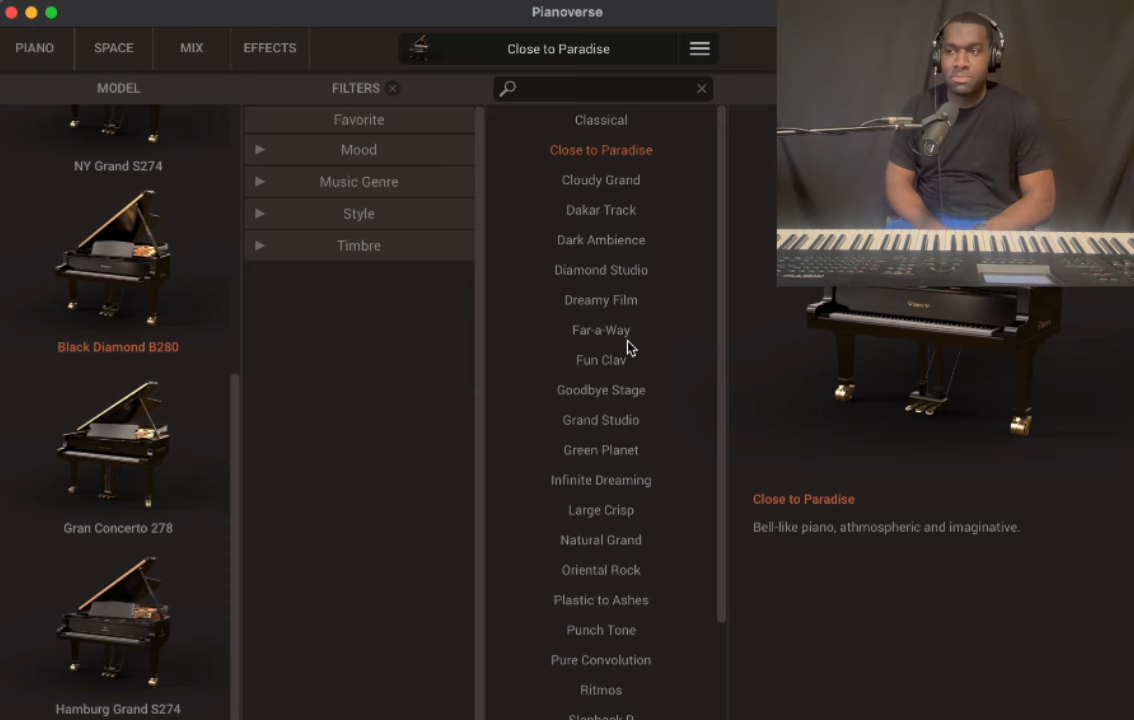 Pianoverse
PIANO
SPACE
MIX
EFFECTS
Close to Paradise
MODEL
FILTERS
NY Grand S274
Black Diamond B280
Gran Concerto 278
Hamburg Grand S274
Favorite
Mood
Music Genre
Style
Timbre
Classical
Close to Paradise
Cloudy Grand
Dakar Track
Dark Ambience
Diamond Studio
Dreamy Film
Far-a-Way
Fun Clav
Goodbye Stage
Grand Studio
Green Planet
Infinite Dreaming
Large Crisp
Natural Grand
Oriental Rock
Plastic to Ashes
Punch Tone
Pure Convolution
Ritmos
Close to Paradise
Bell-like piano, athmospheric and imaginative.